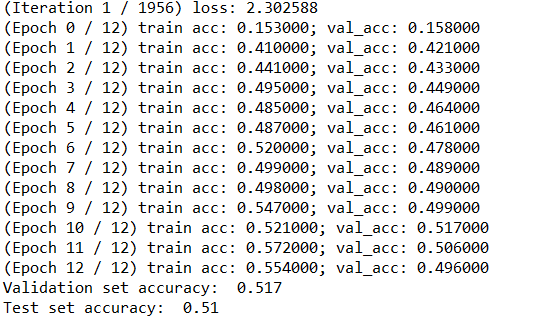 (Iteration 1 / 1956) loss: 2.302588
(Epoch 0 / 12) train acc: 0.153000; val_acc: 0.158000
(Epoch 1 / 12) train acc: 0.410000; val_acc: 0.421000
(Epoch 2 / 12) train acc: 0.441000; val_acc: 0.433000
(Epoch 3 / 12) train acc: 0.495000; val_acc: 0.449000
(Epoch 4 / 12) train acc: 0.485000; val_acc: 0.464000
(Epoch 5 / 12) train acc: 0.487000; val_acc: 0.461000
(Epoch 6 / 12) train acc: 0.520000; val_acc: 0.478000
(Epoch 7 / 12) train acc: 0.499000; val_acc: 0.489000
(Epoch 8 / 12) train acc: 0.498000; val_acc: 0.490000
(Epoch 9 / 12) train acc: 0.547000; val_acc: 0.499000
(Epoch 10 / 12) train acc: 0.521000; val_acc: 0.517000
(Epoch 11 / 12) train acc: 0.572000; val_acc: 0.506000
(Epoch 12 / 12) train acc: 0.554000; val_acc: 0.496000
Validation set accuracy:  0.517
Test set accuracy:  0.51